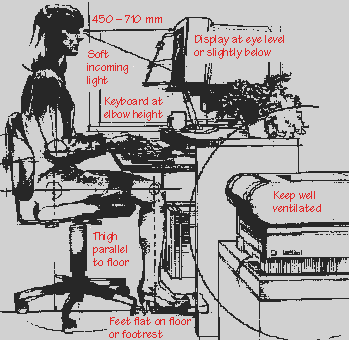 450 – 710 mm
Soft
incoming
light
Display at eye level
or slightly below
Keyboard at
elbow height
Keep well
ventilated
Thigh
parallel
to floor
Feet flat on floor
or footrest